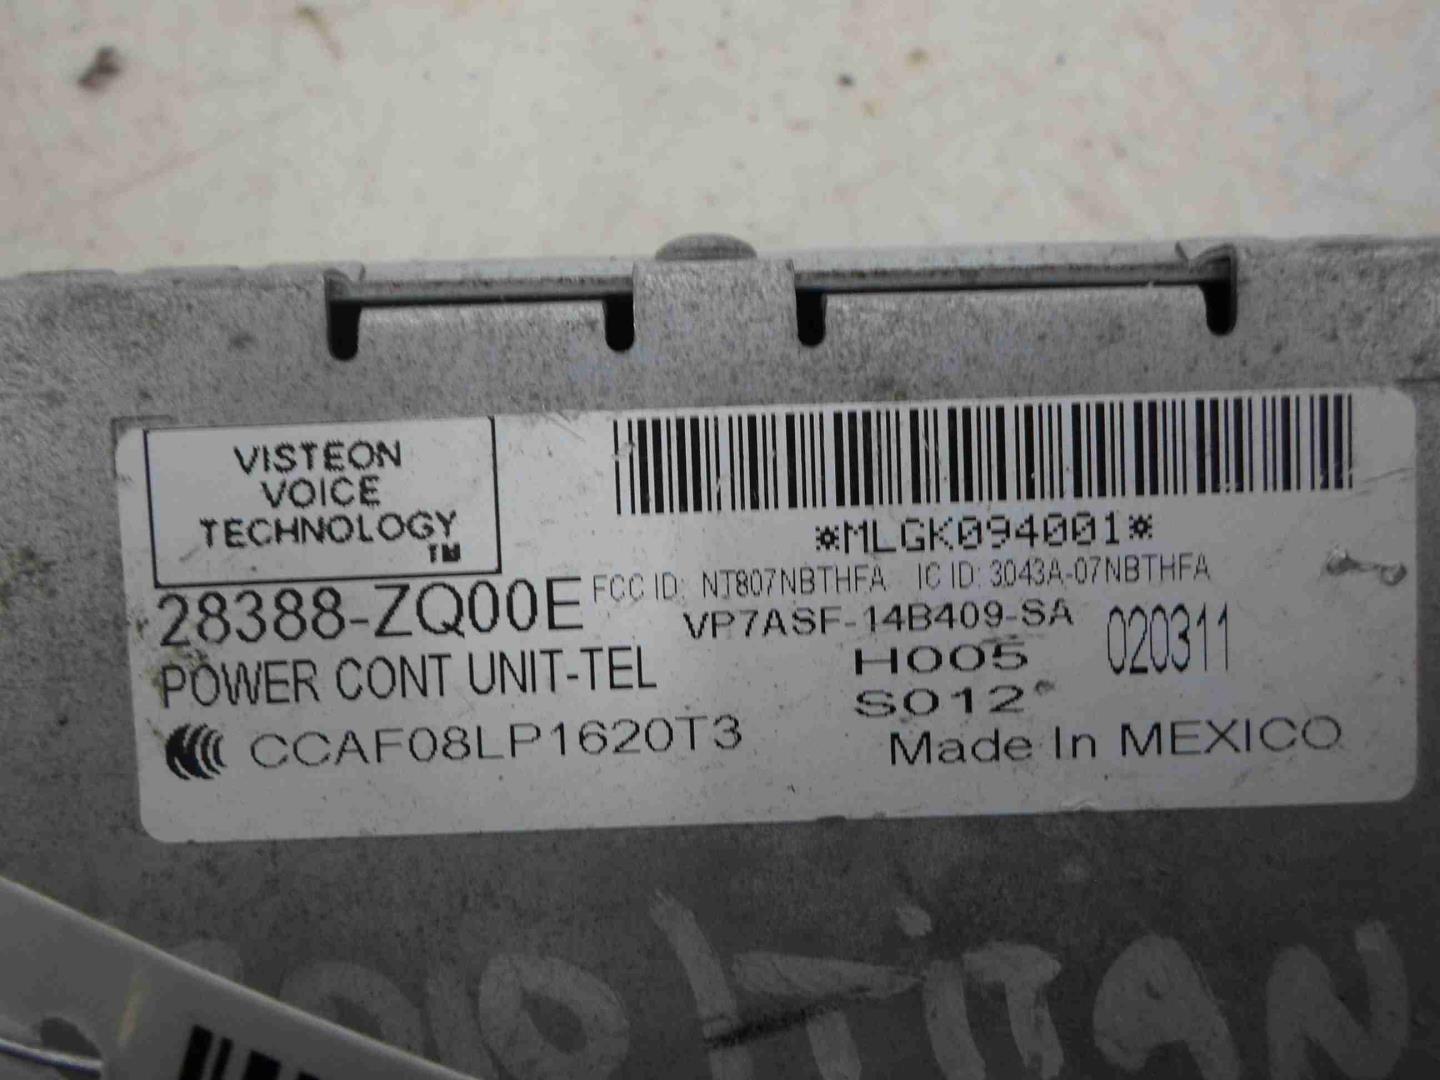 VISTEON
VOICE
TECHNOLOGY
TM
*MLGK094001*
28388-ZQ00E
FCC ID: NT807NBTHFA IC ID: 3043A-07NBTHFA
VP7ASF-14B409-SA
020311
POWER CONT UNIT-TEL
H005
S012
CCAF08LP1620T3
Made In MEXICO
TITAN